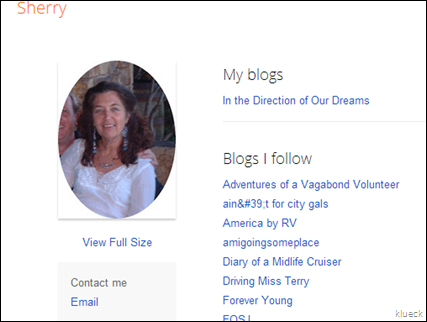 Sherry
My blogs
In the Direction of Our Dreams
Blogs I follow
Adventures of a Vagabond Volunteer
ain&#39;t for city gals
America by RV
amigoingsomeplace
Diary of a Midlife Cruiser
Driving Miss Terry
Forever Young
View Full Size
Contact me
Email
klueck